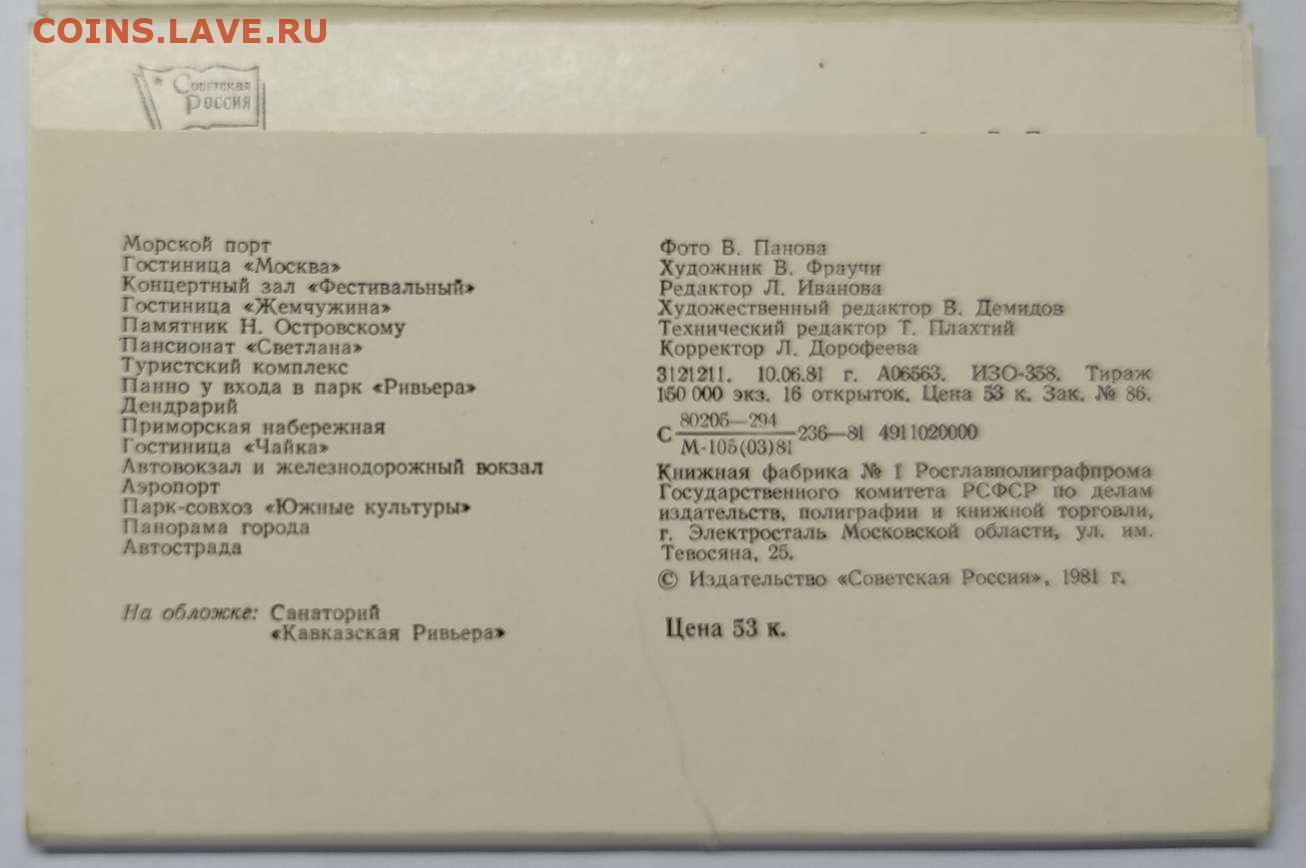 COINS.LAVE.RU
Советская
Россия
Морской порт
Гостиница «Москва»
Концертный зал «Фестивальный»
Гостиница «Жемчужина»
Памятник Н. Островскому
Пансионат «Светлана»
Туристский комплекс
Панно у входа в парк «Ривьера»
Дендрарий
Приморская набережная
Гостиница «Чайка»
Автовокзал и железнодорожный вокзал
Аэропорт
Парк-совхоз «Южные культуры»
Панорама города
Автострада
На обложке: Санаторий
«Кавказская Ривьера»
Фото В. Панова
Художник В. Фраучи
Редактор Л. Иванова
Художественный редактор В. Демидов
Технический редактор Т. Плахтий
Корректор Л. Дорофеева
3121211. 10.06.81 г. А06563. ИЗО-358. Тираж
150 000 экз. 16 открыток. Цена 53 к. Зак. № 86.
80205—294
С 236—81 4911020000
М-105(03)81
Книжная фабрика № 1 Росглавполиграфпрома
Государственного комитета РСФСР по делам
издательств, полиграфии и книжной торговли,
г. Электросталь Московской области, ул. им.
Тевосяна, 25.
© Издательство «Советская Россия», 1981 г.
Цена 53 к.